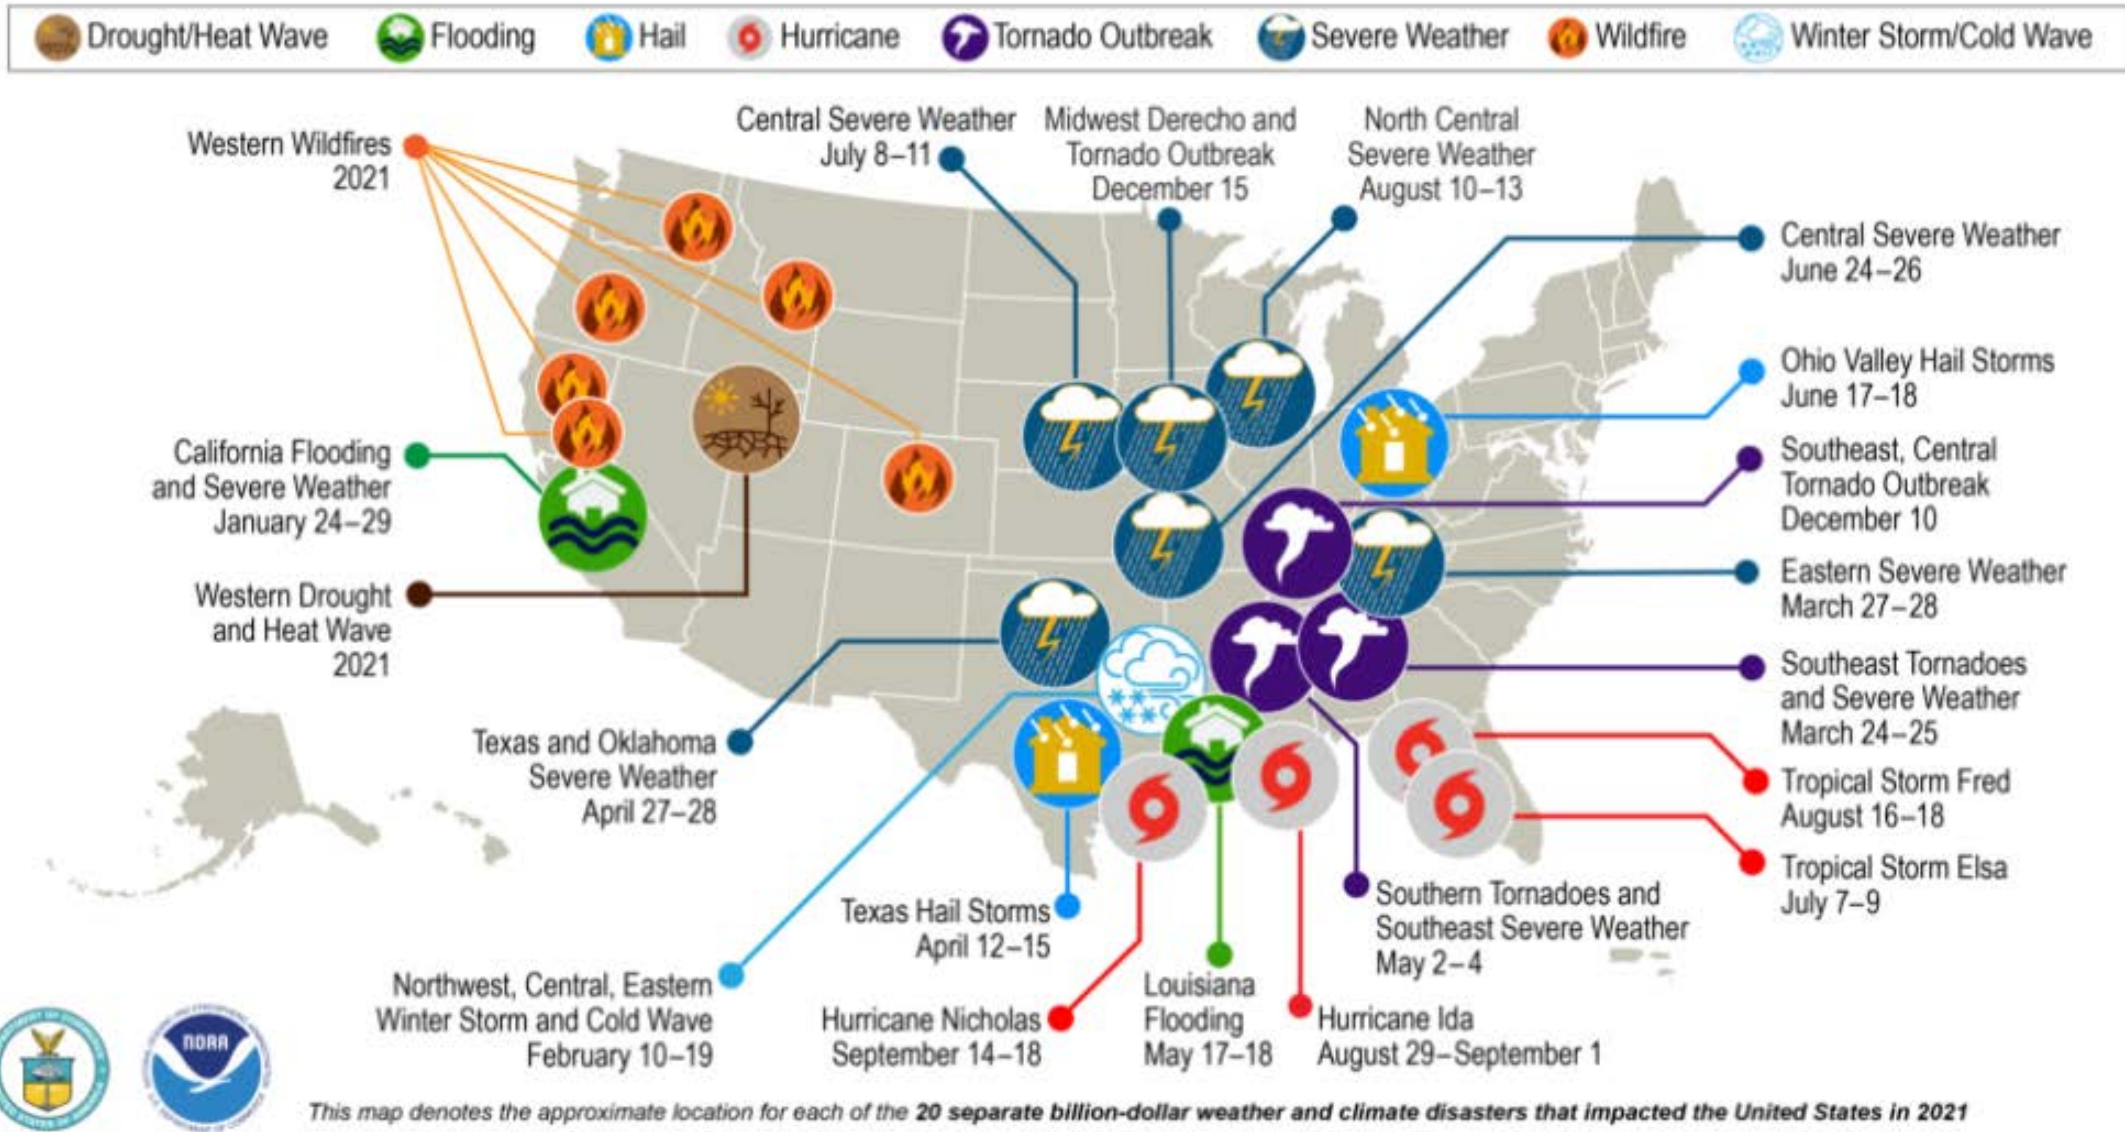 Drought/Heat Wave Flooding Hail Hurricane Tornado Outbreak Severe Weather Wildfire Winter Storm/Cold Wave
Western Wildfires
2021
Central Severe Weather
July 8–11
Midwest Derecho and
Tornado Outbreak
December 15
North Central
Severe Weather
August 10–13
Central Severe Weather
June 24–26
Ohio Valley Hail Storms
June 17–18
California Flooding
and Severe Weather
January 24–29
Southeast, Central
Tornado Outbreak
December 10
Western Drought
and Heat Wave
2021
Eastern Severe Weather
March 27–28
Southeast Tornadoes
and Severe Weather
March 24–25
Texas and Oklahoma
Severe Weather
April 27–28
Tropical Storm Fred
August 16–18
Tropical Storm Elsa
July 7–9
Texas Hail Storms
April 12–15
Southern Tornadoes and
Southeast Severe Weather
May 2–4
Northwest, Central, Eastern
Winter Storm and Cold Wave
February 10–19
Hurricane Nicholas
September 14–18
Louisiana
Flooding
May 17–18
Hurricane Ida
August 29–September 1
NOAA
This map denotes the approximate location for each of the 20 separate billion-dollar weather and climate disasters that impacted the United States in 2021